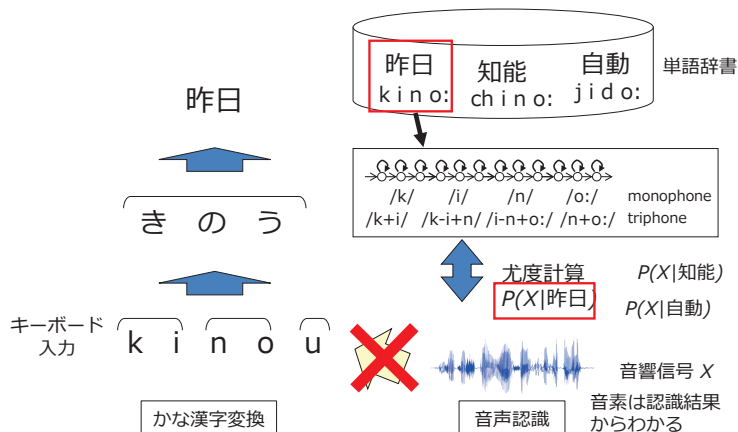 昨日
きのう
キーボード
入力
k i n o u
かな漢字変換
昨日 知能 自動
kino: chino: jido:
単語辞書
/k/ /i/ /n/ /o:/ monophone
/k+i/ /k-i+n/ /i-n+o:/ /n+o:/ triphone
尤度計算 P(X|知能)
P(X|昨日) P(X|自動)
音響信号 X
音声認識
音素は認識結果
からわかる